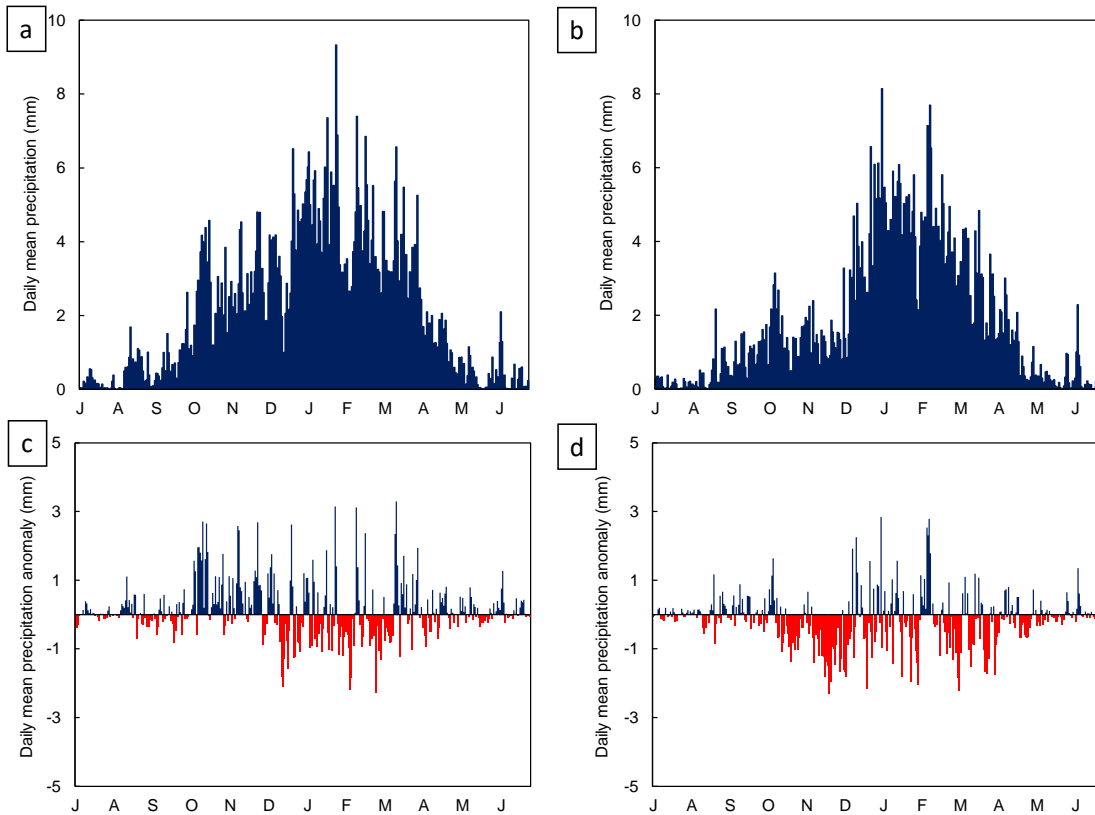 a
Daily mean precipitation (mm)
10
8
6
4
2
0
J A S O N D J F M A M J
b
Daily mean precipitation (mm)
10
8
6
4
2
0
J A S O N D J F M A M J
c
Daily mean precipitation anomaly (mm)
5
3
1
-1
-3
-5
J A S O N D J F M A M J
d
Daily mean precipitation anomaly (mm)
5
3
1
-1
-3
-5
J A S O N D J F M A M J